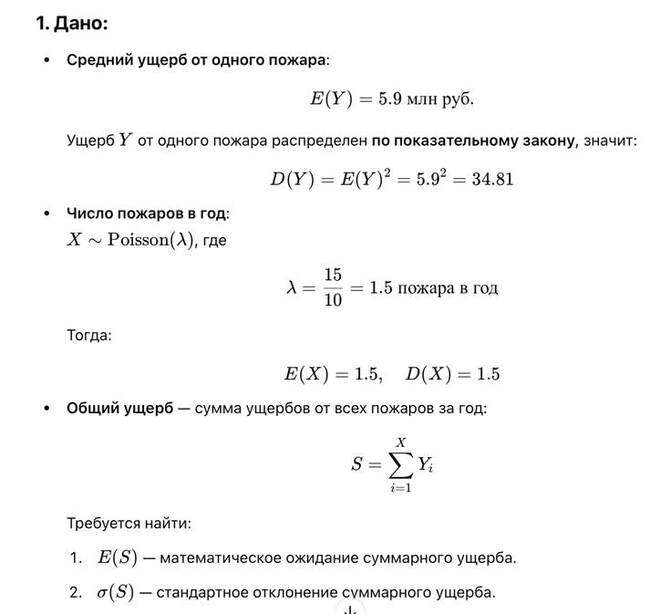 1. Дано:
• Средний ущерб от одного пожара:
E(Y) = 5.9 млн руб.
Ущерб Y от одного пожара распределен по показательному закону, значит:
D(Y) = E(Y)² = 5.9² = 34.81
• Число пожаров в год:
X ∼ Poisson(λ), где
λ = 15/10 = 1.5 пожара в год
Тогда:
E(X) = 1.5, D(X) = 1.5
• Общий ущерб — сумма ущербов от всех пожаров за год:
S = ∑_{i=1}^{X} Y_i
Требуется найти:
1. E(S) — математическое ожидание суммарного ущерба.
2. σ(S) — стандартное отклонение суммарного ущерба.